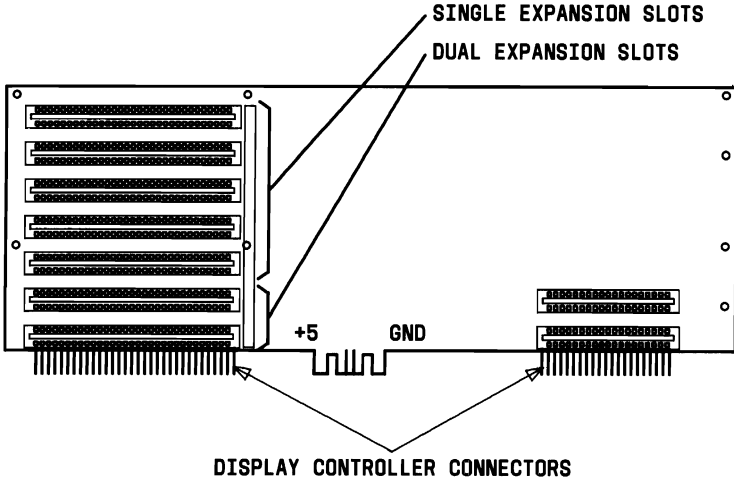 SINGLE EXPANSION SLOTS
DUAL EXPANSION SLOTS
+5 GND
DISPLAY CONTROLLER CONNECTORS